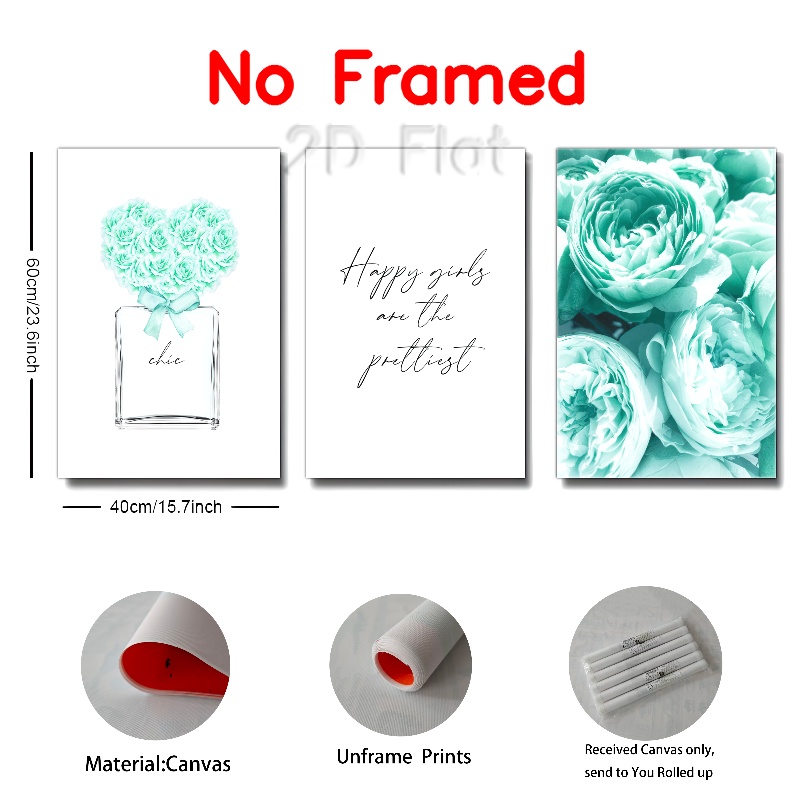 No Framed
2D Flat
60cm/23.6inch
chic
Happy girls
are the
prettiest
40cm/15.7inch
Material:Canvas
Unframe Prints
Received Canvas only,
send to You Rolled up